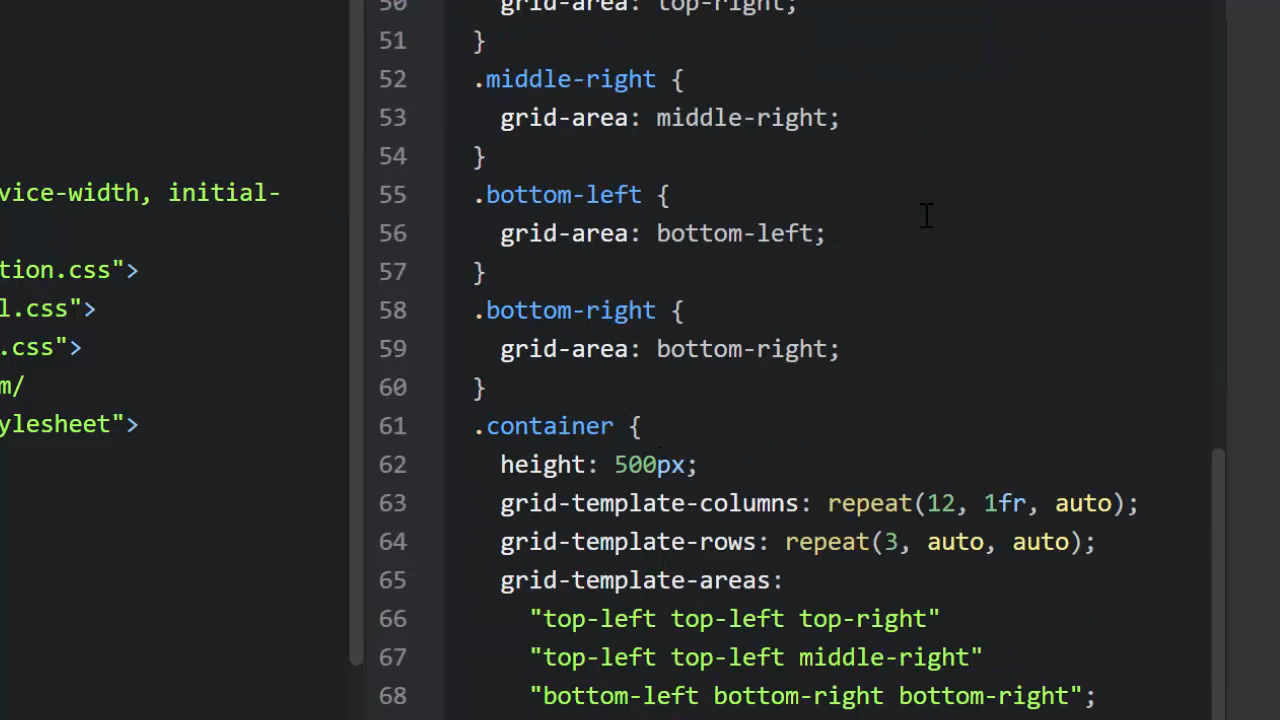 vice-width, initial-
tion.css">
l.css">
.css">
m/
ylesheet">
50 grid-area: top-right;
51 }
52 .middle-right {
53 grid-area: middle-right;
54 }
55 .bottom-left {
56 grid-area: bottom-left;
57 }
58 .bottom-right {
59 grid-area: bottom-right;
60 }
61 .container {
62 height: 500px;
63 grid-template-columns: repeat(12, 1fr, auto);
64 grid-template-rows: repeat(3, auto, auto);
65 grid-template-areas:
66 "top-left top-left top-right"
67 "top-left top-left middle-right"
68 "bottom-left bottom-right bottom-right";